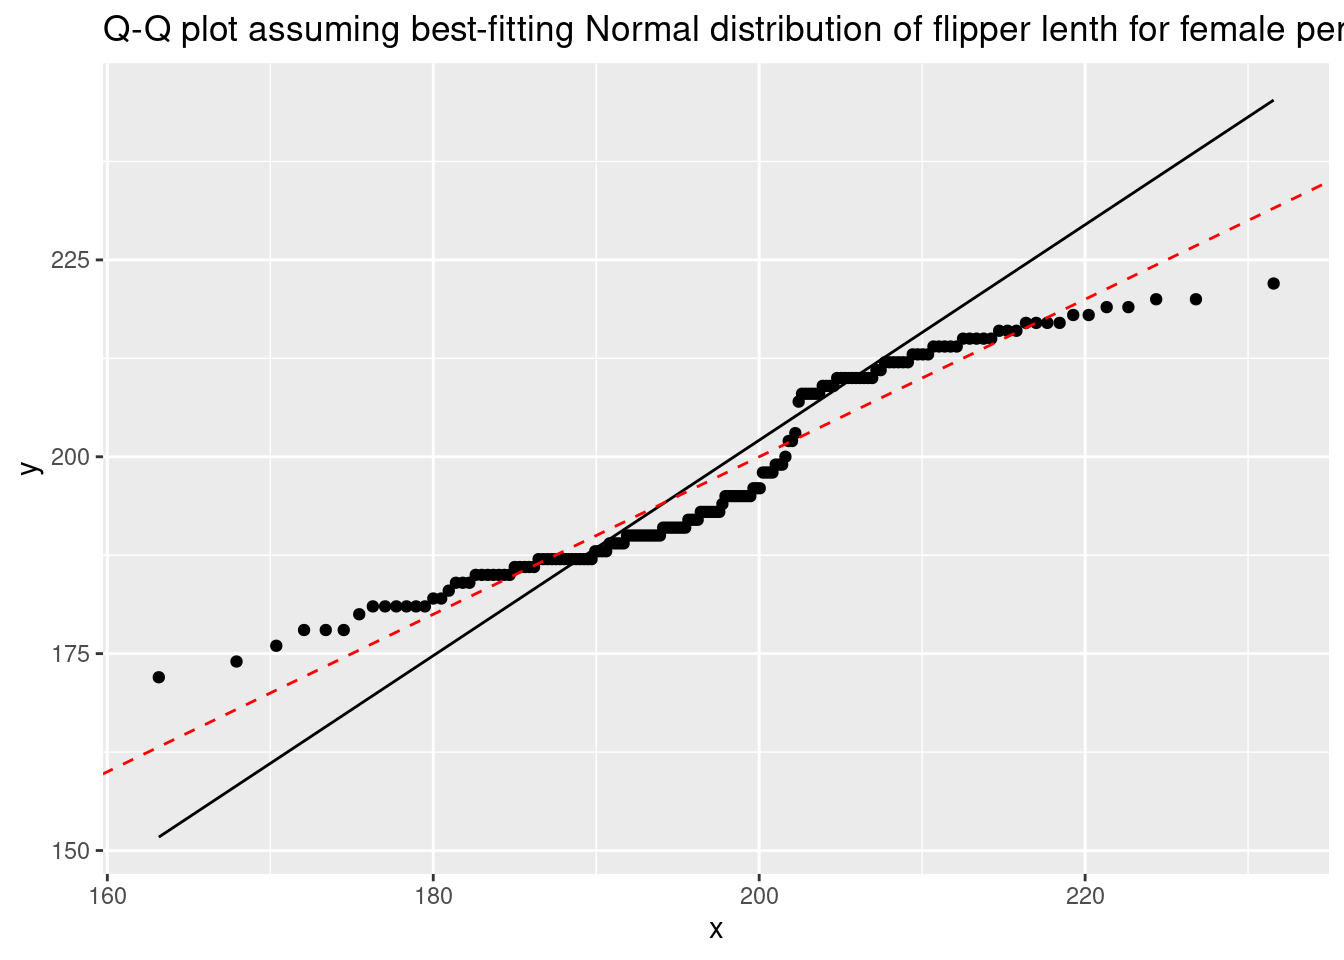 Q-Q plot assuming best-fitting Normal distribution of flipper lenth for female per
225
200
175
150
y
160 180 200 220
x